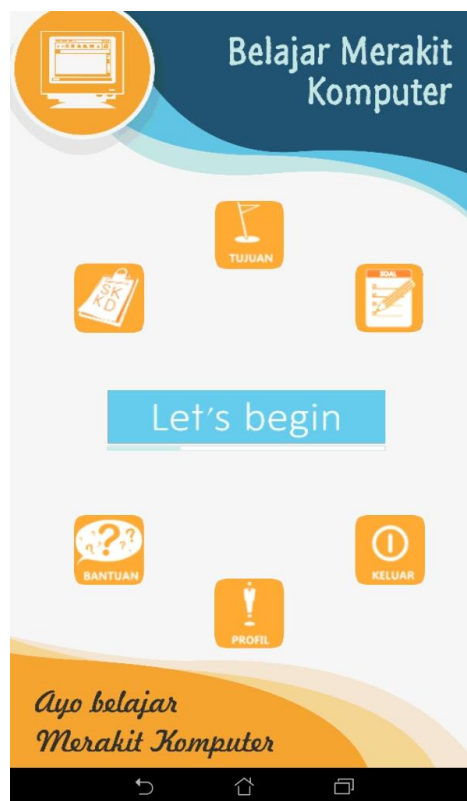 Belajar Merakit
Komputer
TUJUAN
SK
KD
SOAL
Let's begin
BANTUAN
KELUAR
PROFIL
Ayo belajar
Merakit Komputer